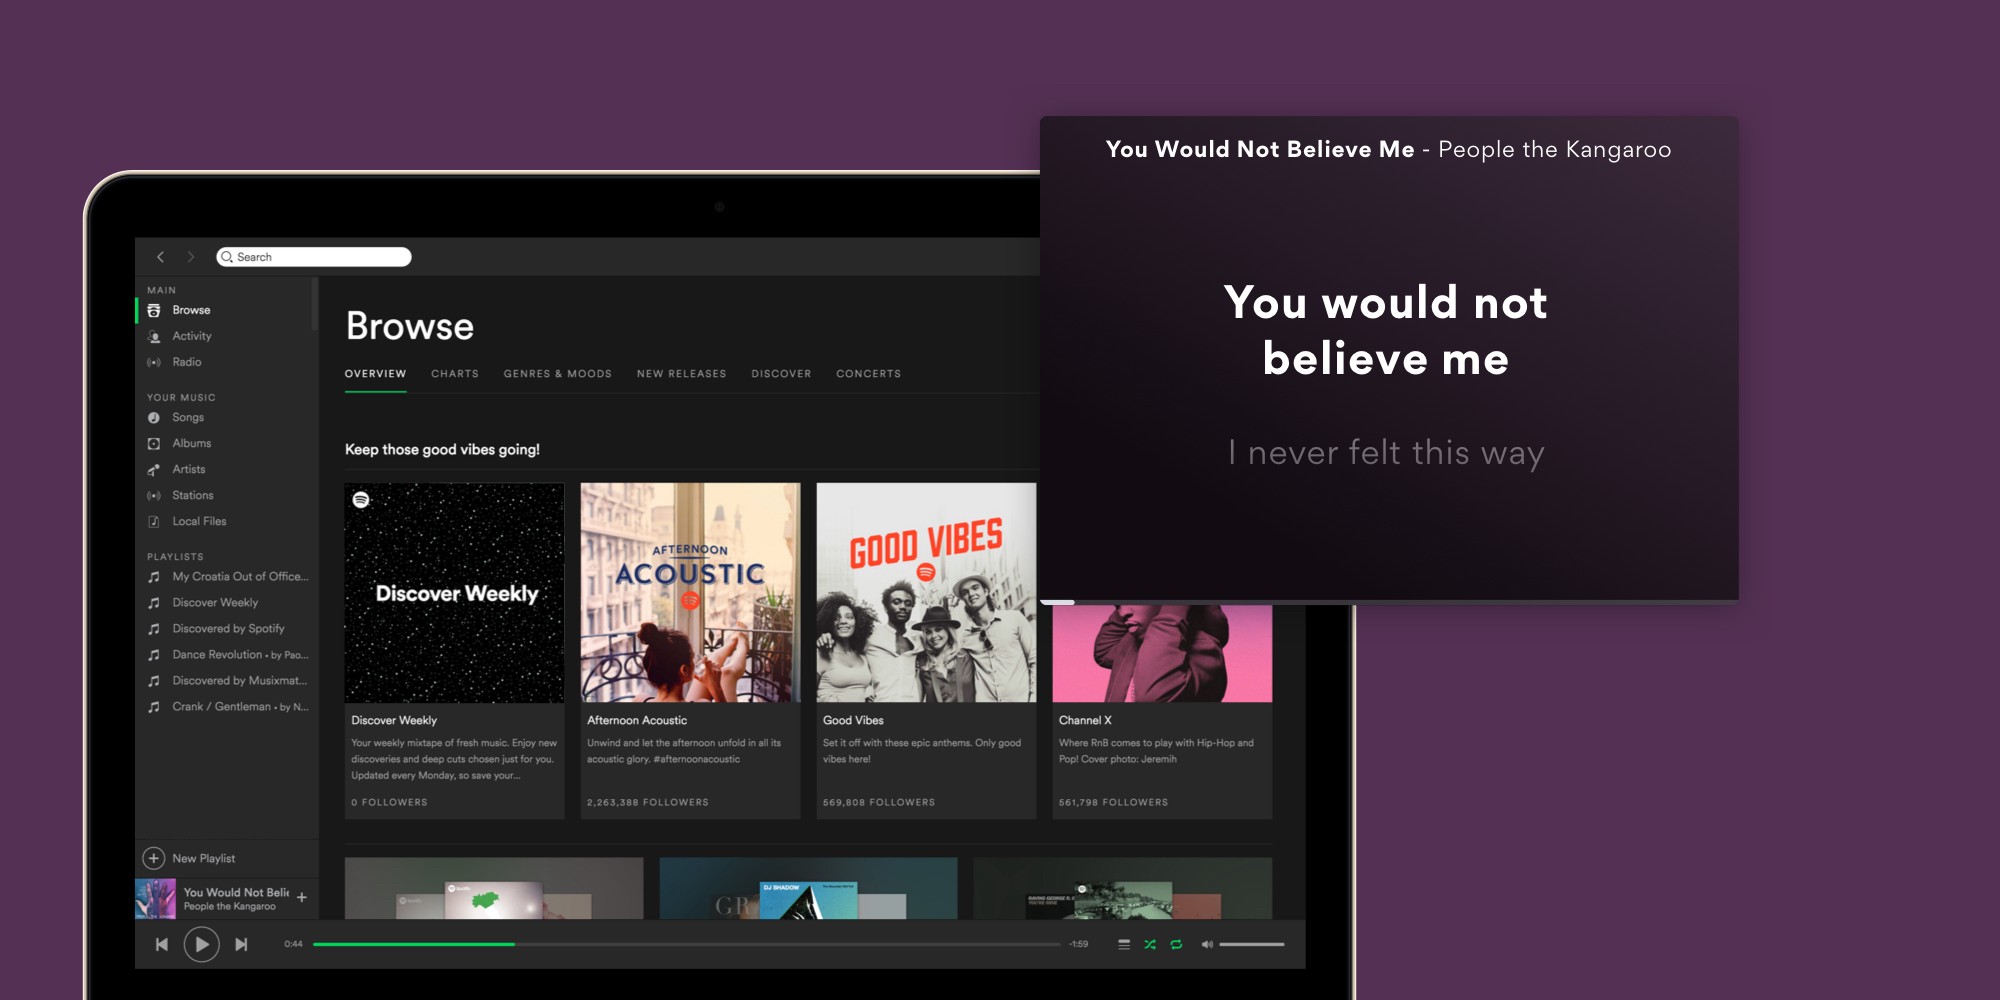 You Would Not Believe Me - People the Kangaroo
You would not
believe me
I never felt this way
Search
MAIN
Browse
Activity
Radio
YOUR MUSIC
Songs
Albums
Artists
Stations
Local Files
PLAYLISTS
My Croatia Out of Office...
Discover Weekly
Discovered by Spotify
Dance Revolution • by Pao...
Discovered by Musixmat...
Crank / Gentleman • by N...
New Playlist
You Would Not Belie
People the Kangaroo
Browse
OVERVIEW CHARTS GENRES & MOODS NEW RELEASES DISCOVER CONCERTS
Keep those good vibes going!
Discover Weekly
Discover Weekly
Your weekly mixtape of fresh music. Enjoy new
discoveries and deep cuts chosen just for you.
Updated every Monday, so save your...
0 FOLLOWERS
AFTERNOON
ACOUSTIC
Afternoon Acoustic
Unwind and let the afternoon unfold in all its
acoustic glory. #afternoonacoustic
2,263,388 FOLLOWERS
GOOD VIBES
Good Vibes
Set it off with these epic anthems. Only good
vibes here!
569,808 FOLLOWERS
Channel X
Where RnB comes to play with Hip-Hop and
Pop! Cover photo: Jeremih
561,798 FOLLOWERS
Spotify
GR
DJ SHADOW
0:44
-1:59